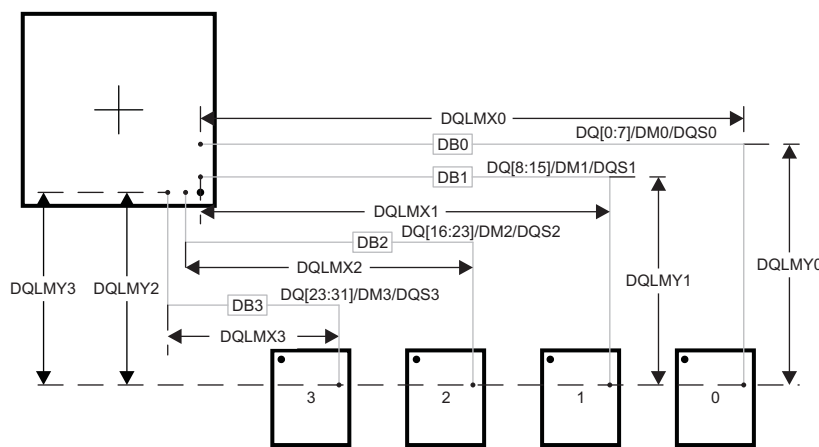 DQLMX0
DQ[0:7]/DM0/DQS0
DB0
DQ[8:15]/DM1/DQS1
DB1
DQLMX1
DQ[16:23]/DM2/DQS2
DB2
DQLMX2
DQLMY0
DQLMY1
DQLMY3
DQLMY2
DQ[23:31]/DM3/DQS3
DB3
DQLMX3
3
2
1
0